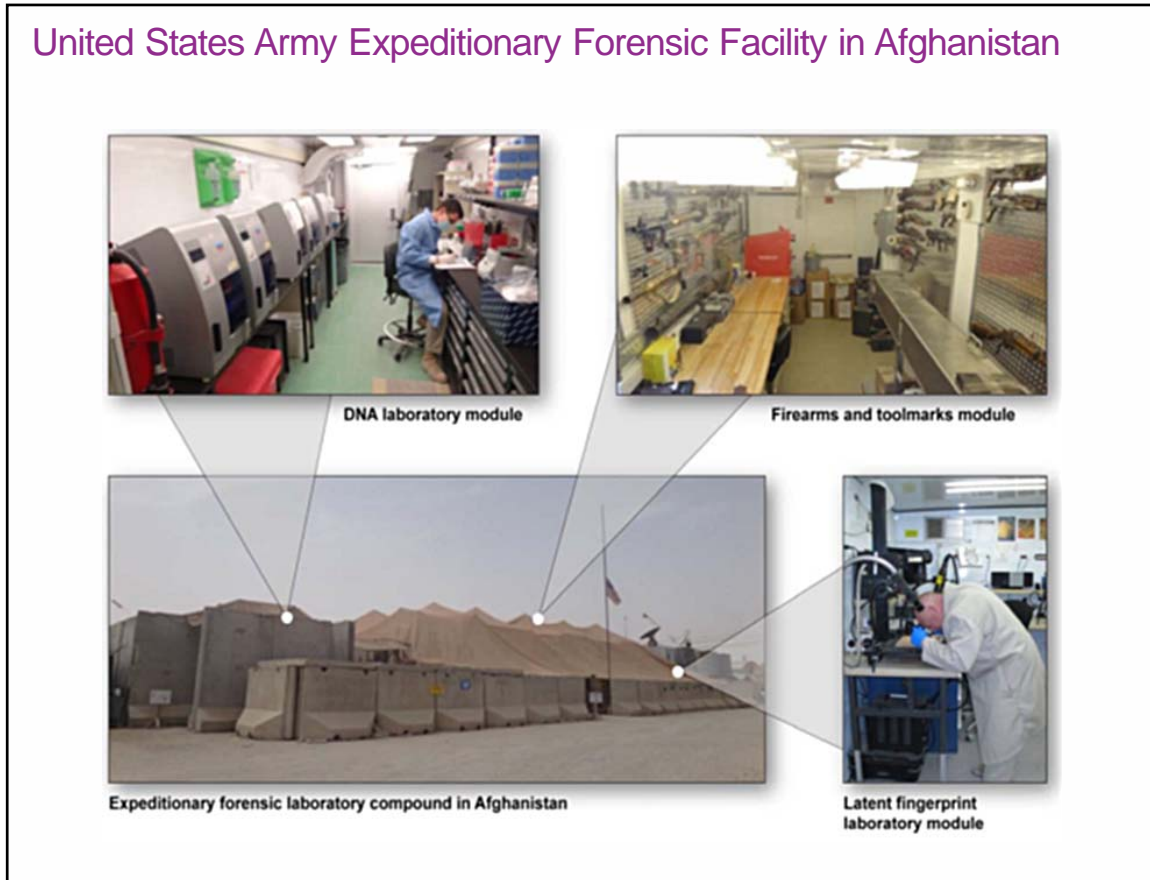 United States Army Expeditionary Forensic Facility in Afghanistan
DNA laboratory module
Firearms and toolmarks module
Expeditionary forensic laboratory compound in Afghanistan
Latent fingerprint
laboratory module